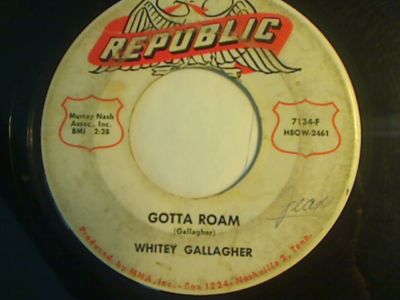 REPUBLIC
Murray Nash
Assoc., Inc.
BMI 2:28
7134-F
HBOW-2461
GOTTA ROAM
(Gallagher)
WHITEY GALLAGHER
Produced by MNA, Inc. - Box 1224 - Nashville 2, Tenn.